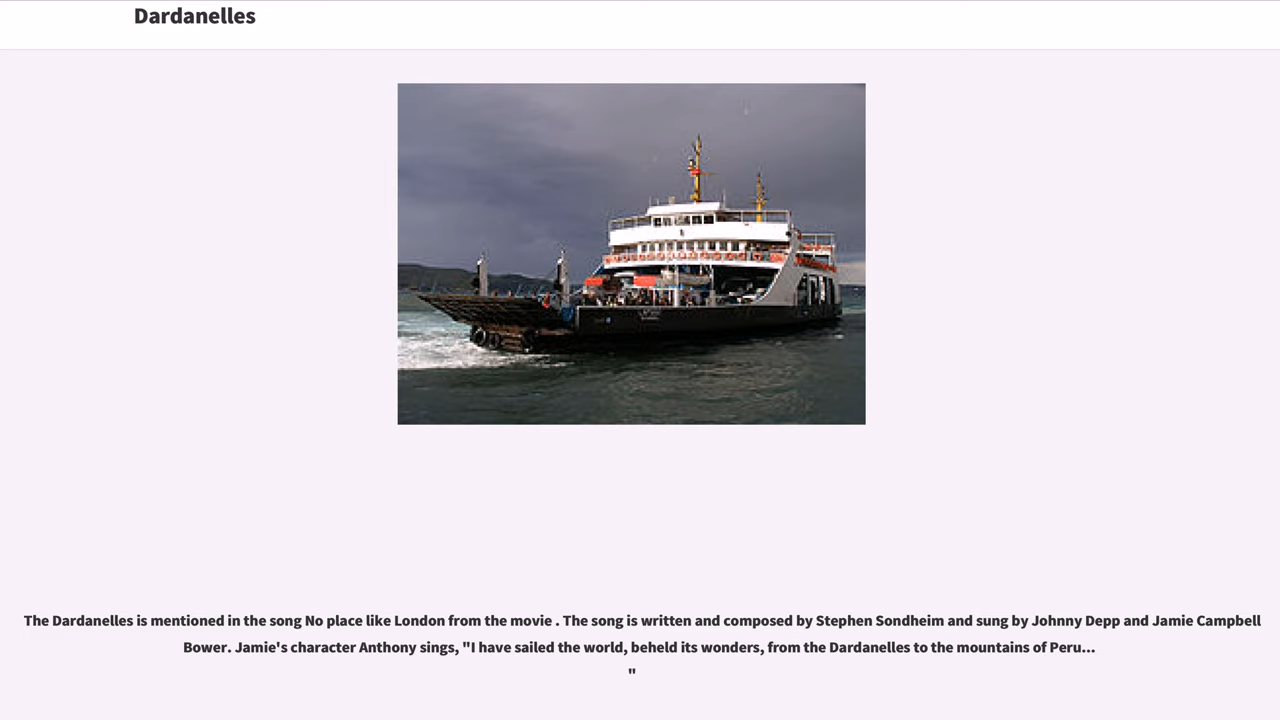 Dardanelles
The Dardanelles is mentioned in the song No place like London from the movie . The song is written and composed by Stephen Sondheim and sung by Johnny Depp and Jamie Campbell
Bower. Jamie's character Anthony sings, "I have sailed the world, beheld its wonders, from the Dardanelles to the mountains of Peru...
"